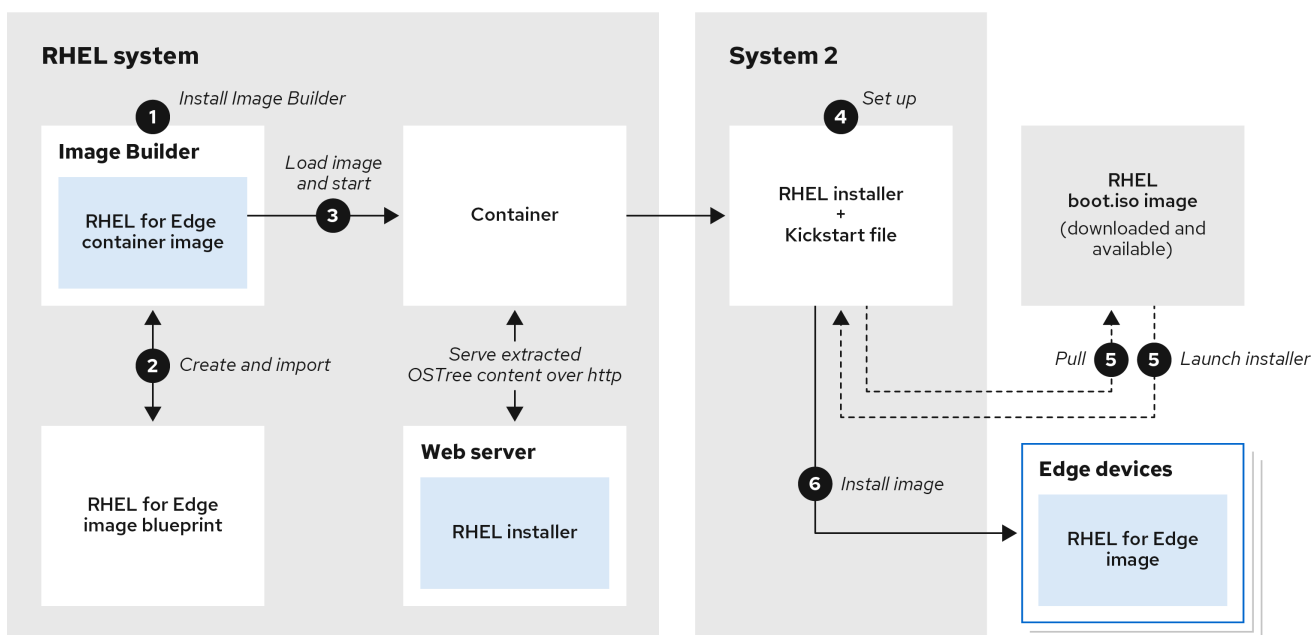 RHEL system
1
Install Image Builder
Image Builder
RHEL for Edge
container image
Load image
and start
3
Container
2
Create and import
Serve extracted
OSTree content over http
RHEL for Edge
image blueprint
Web server
RHEL installer
System 2
4
Set up
RHEL installer
+
Kickstart file
RHEL
boot.iso image
(downloaded and
available)
Pull
5
5
Launch installer
6
Install image
Edge devices
RHEL for Edge
image